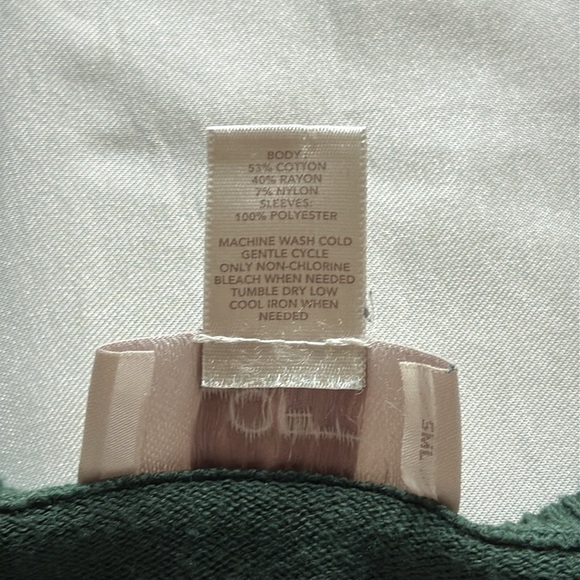 BODY:
53% COTTON
40% RAYON
7% NYLON
SLEEVES:
100% POLYESTER
MACHINE WASH COLD
GENTLE CYCLE
ONLY NON-CHLORINE
BLEACH WHEN NEEDED
TUMBLE DRY LOW
COOL IRON WHEN
NEEDED
SML